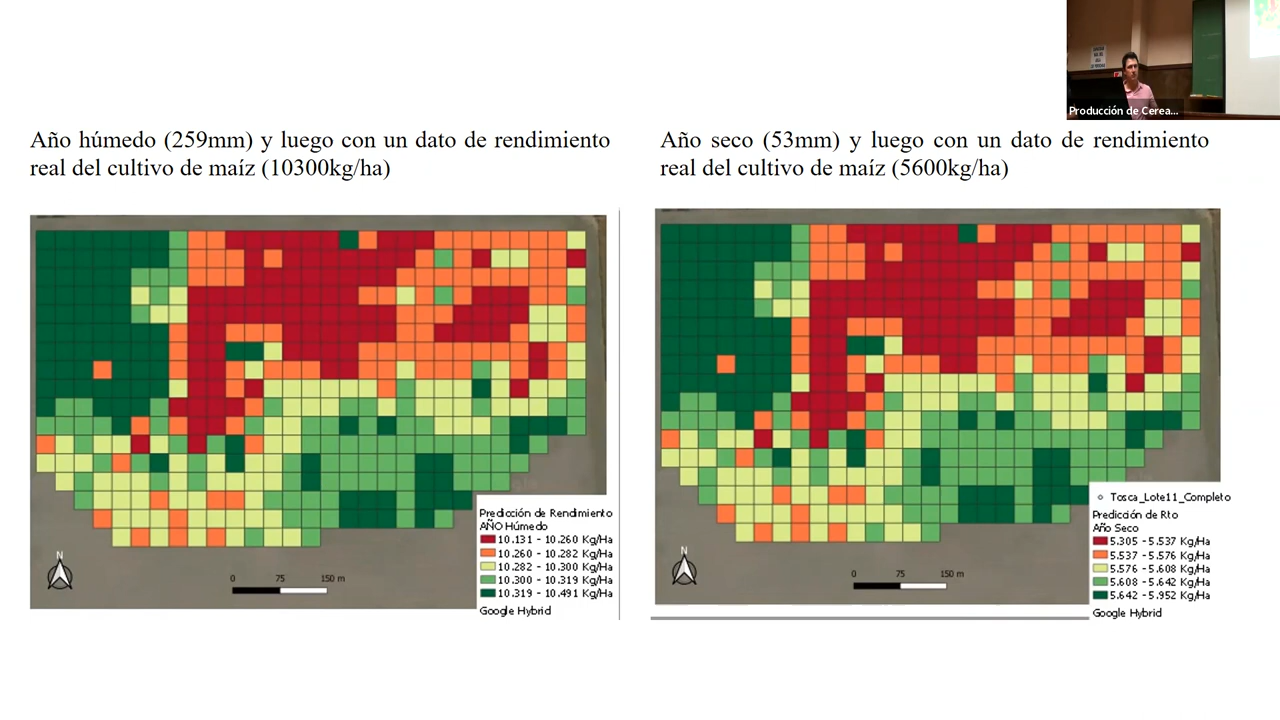 Producción de Cerea...
Año húmedo (259mm) y luego con un dato de rendimiento
real del cultivo de maíz (10300kg/ha)
Año seco (53mm) y luego con un dato de rendimiento
real del cultivo de maíz (5600kg/ha)
N
0 75 150 m
Predicción de Rendimiento
AÑO Húmedo
10.131 - 10.260 Kg/Ha
10.260 - 10.282 Kg/Ha
10.282 - 10.300 Kg/Ha
10.300 - 10.319 Kg/Ha
10.319 - 10.491 Kg/Ha
Google Hybrid
N
0 75 150 m
Tosca_Lote11_Completo
Predicción de Rto
Año Seco
5.305 - 5.537 Kg/Ha
5.537 - 5.576 Kg/Ha
5.576 - 5.608 Kg/Ha
5.608 - 5.642 Kg/Ha
5.642 - 5.952 Kg/Ha
Google Hybrid